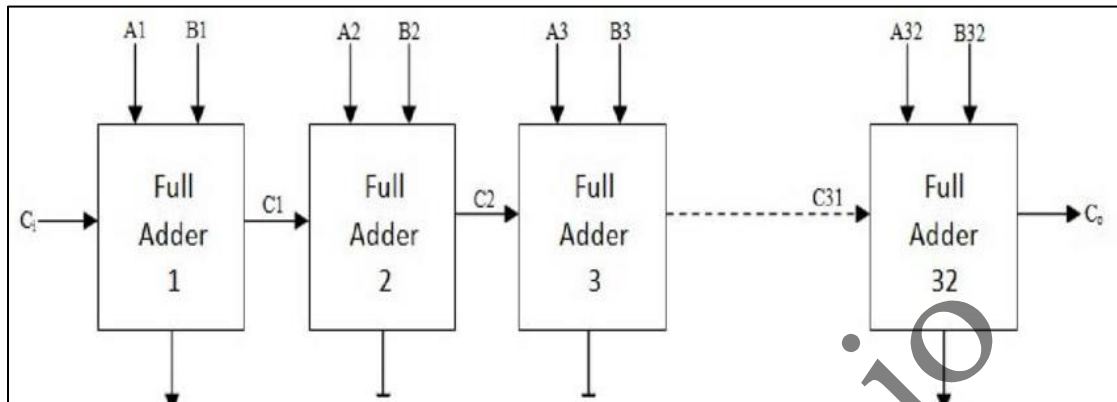 A1 B1 A2 B2 A3 B3 A32 B32
Full Full Full Full
Ci C1 C2 C31 Co
Adder Adder Adder Adder
1 2 3 32
io